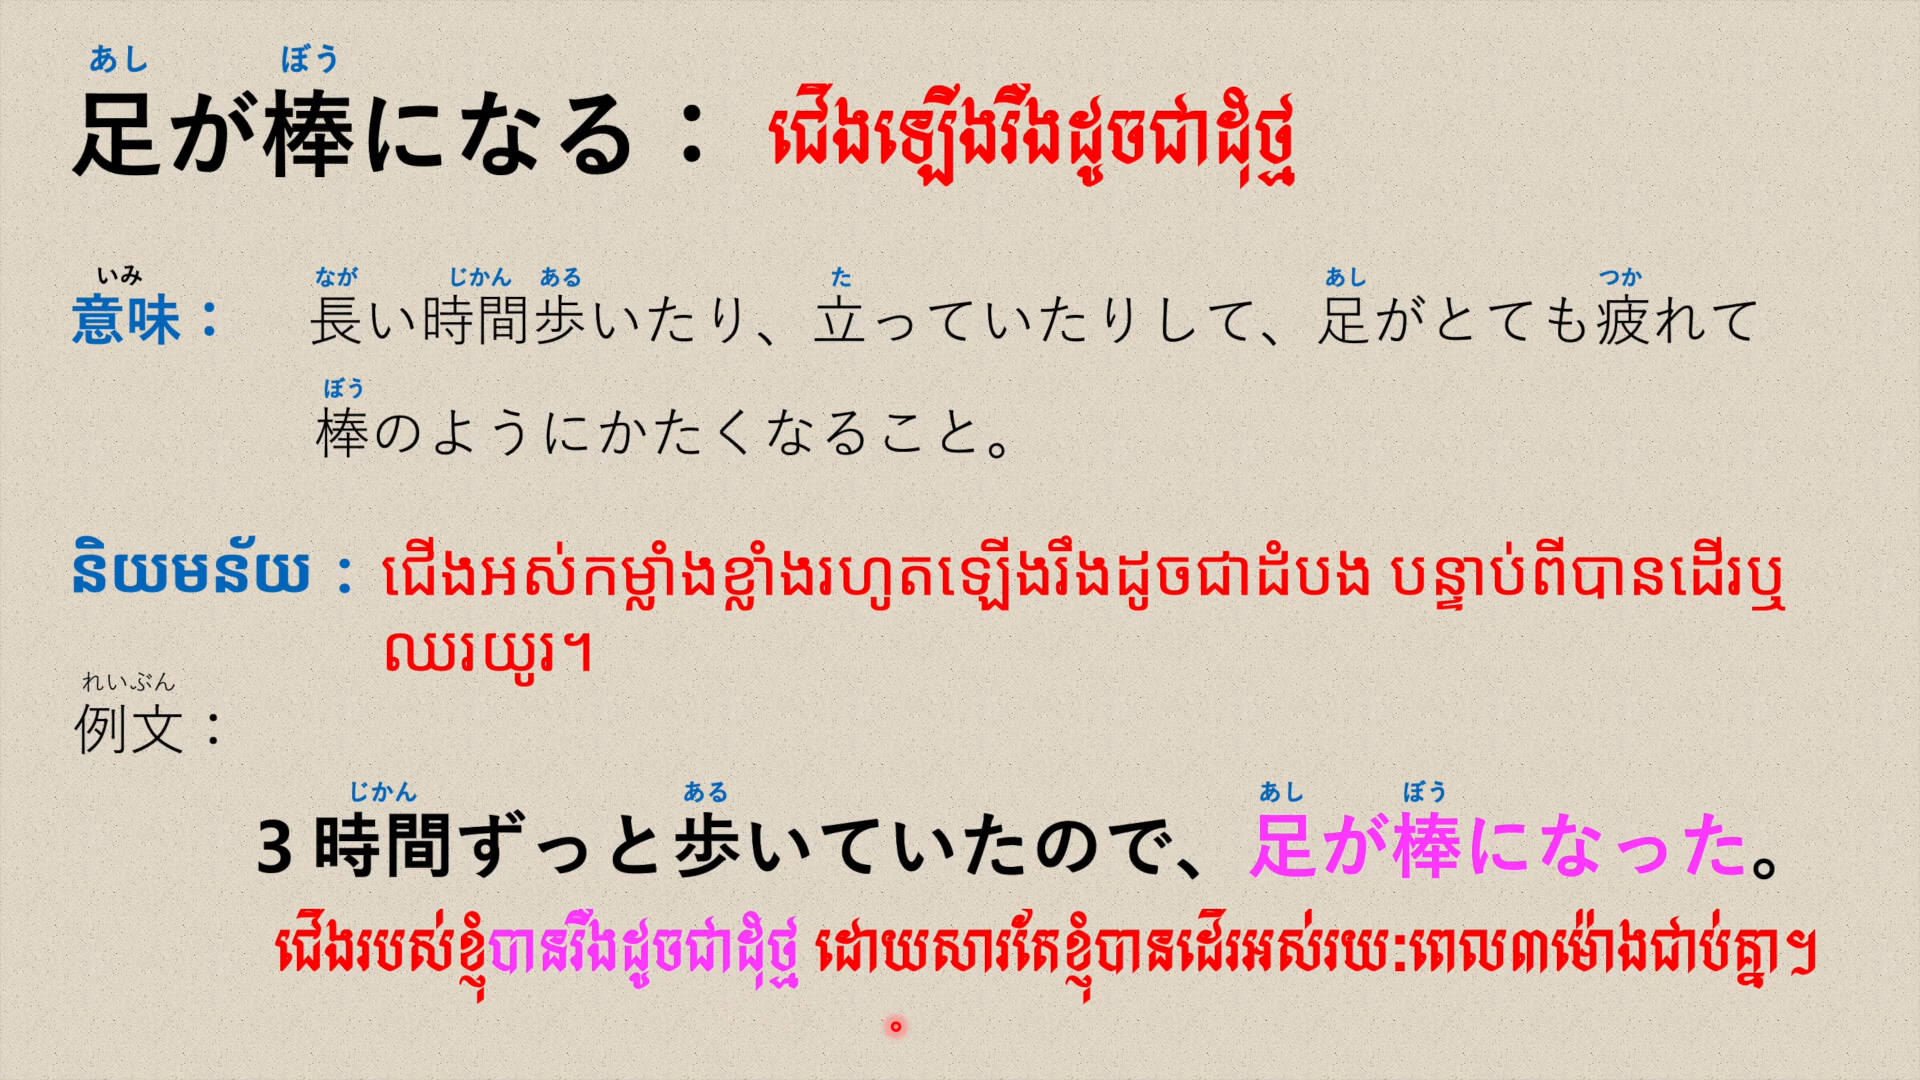 あし ぼう
足が棒になる： ជើងឡើងរឹងដូចជាដុំថ្ម
いみ なが じかん ある た あし つか
意味： 長い時間歩いたり、立っていたりして、足がとても疲れて
ぼう
棒のようにかたくなること。
និយមន័យ： ជើងអស់កម្លាំងខ្លាំងរហូតឡើងរឹងដូចជាដំបង បន្ទាប់ពីបានដើរឬ
ឈរយូរ។
れいぶん
例文：
じかん ある あし ぼう
3時間ずっと歩いていたので、足が棒になった。
ជើងរបស់ខ្ញុំបានរឹងដូចជាដុំថ្ម ដោយសារតែខ្ញុំបានដើរអស់រយៈពេល៣ម៉ោងជាប់គ្នា។